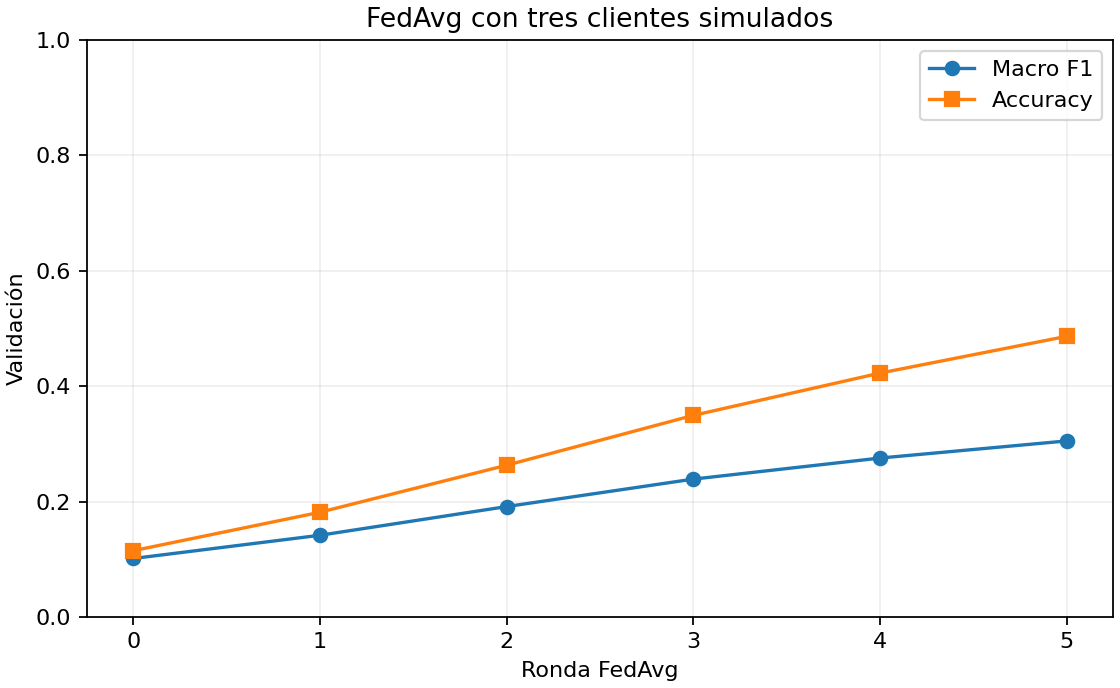 FedAvg con tres clientes simulados
Macro F1
Accuracy
Validación
1.0
0.8
0.6
0.4
0.2
0.0
0 1 2 3 4 5
Ronda FedAvg